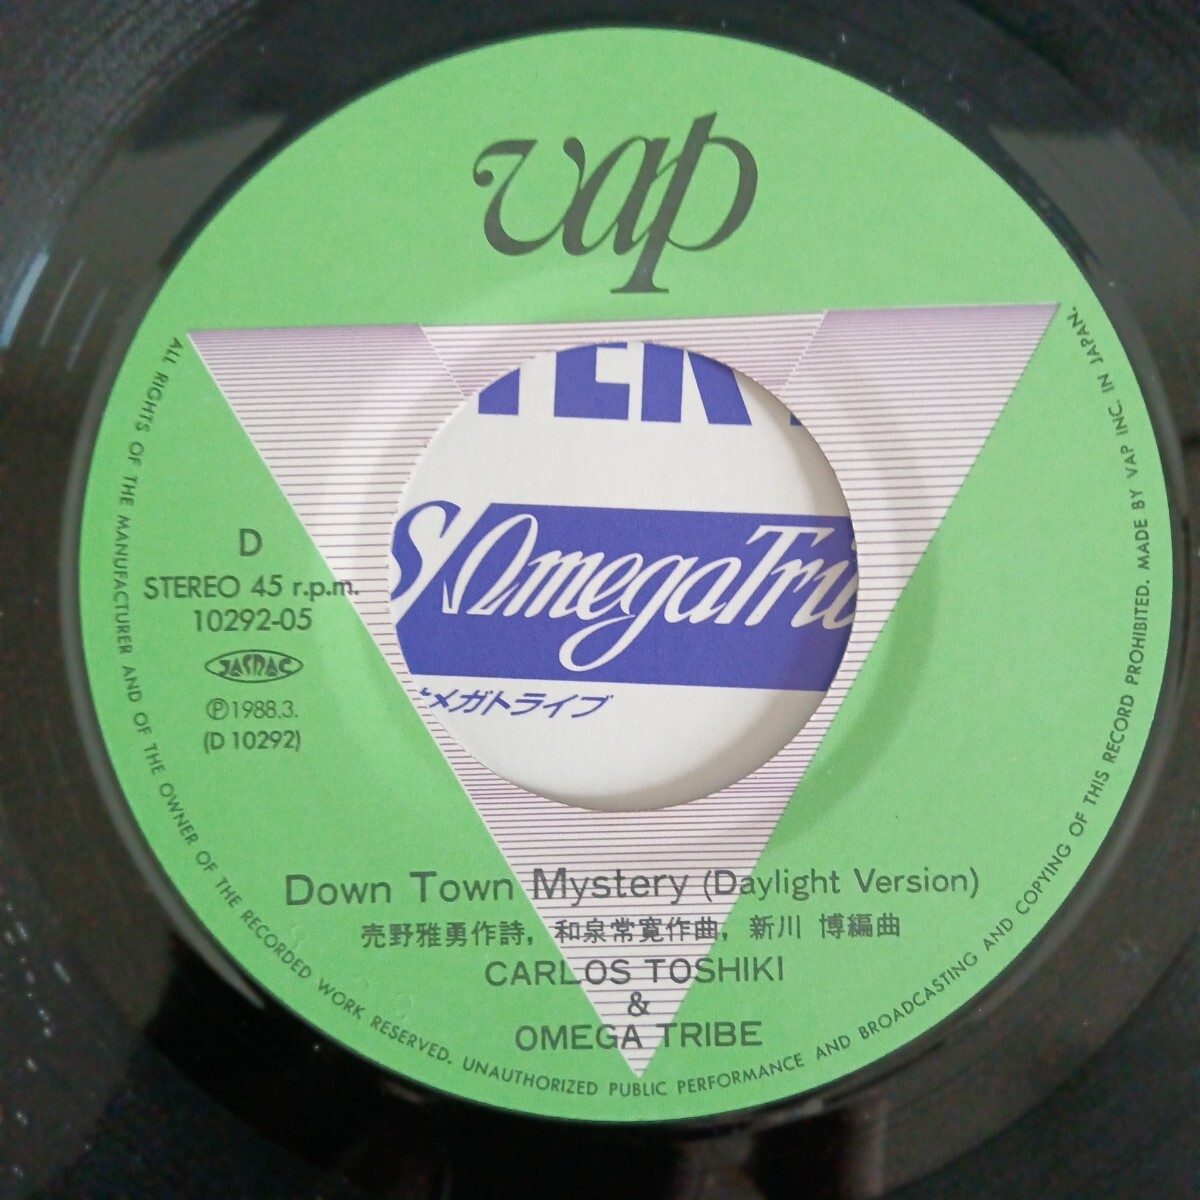 vap
D
STEREO 45 r.p.m.
10292-05
JASRAC
Ⓟ1988.3.
(D 10292)
OmegaTri
メガトライブ
Down Town Mystery (Daylight Version)
売野雅勇作詩, 和泉常寛作曲, 新川 博編曲
CARLOS TOSHIKI
&
OMEGA TRIBE
ALL RIGHTS OF THE MANUFACTURER AND OF THE OWNER OF THE RECORDED WORK RESERVED. UNAUTHORIZED PUBLIC PERFORMANCE AND BROADCASTING AND COPYING OF THIS RECORD PROHIBITED. MADE BY VAP INC. IN JAPAN.